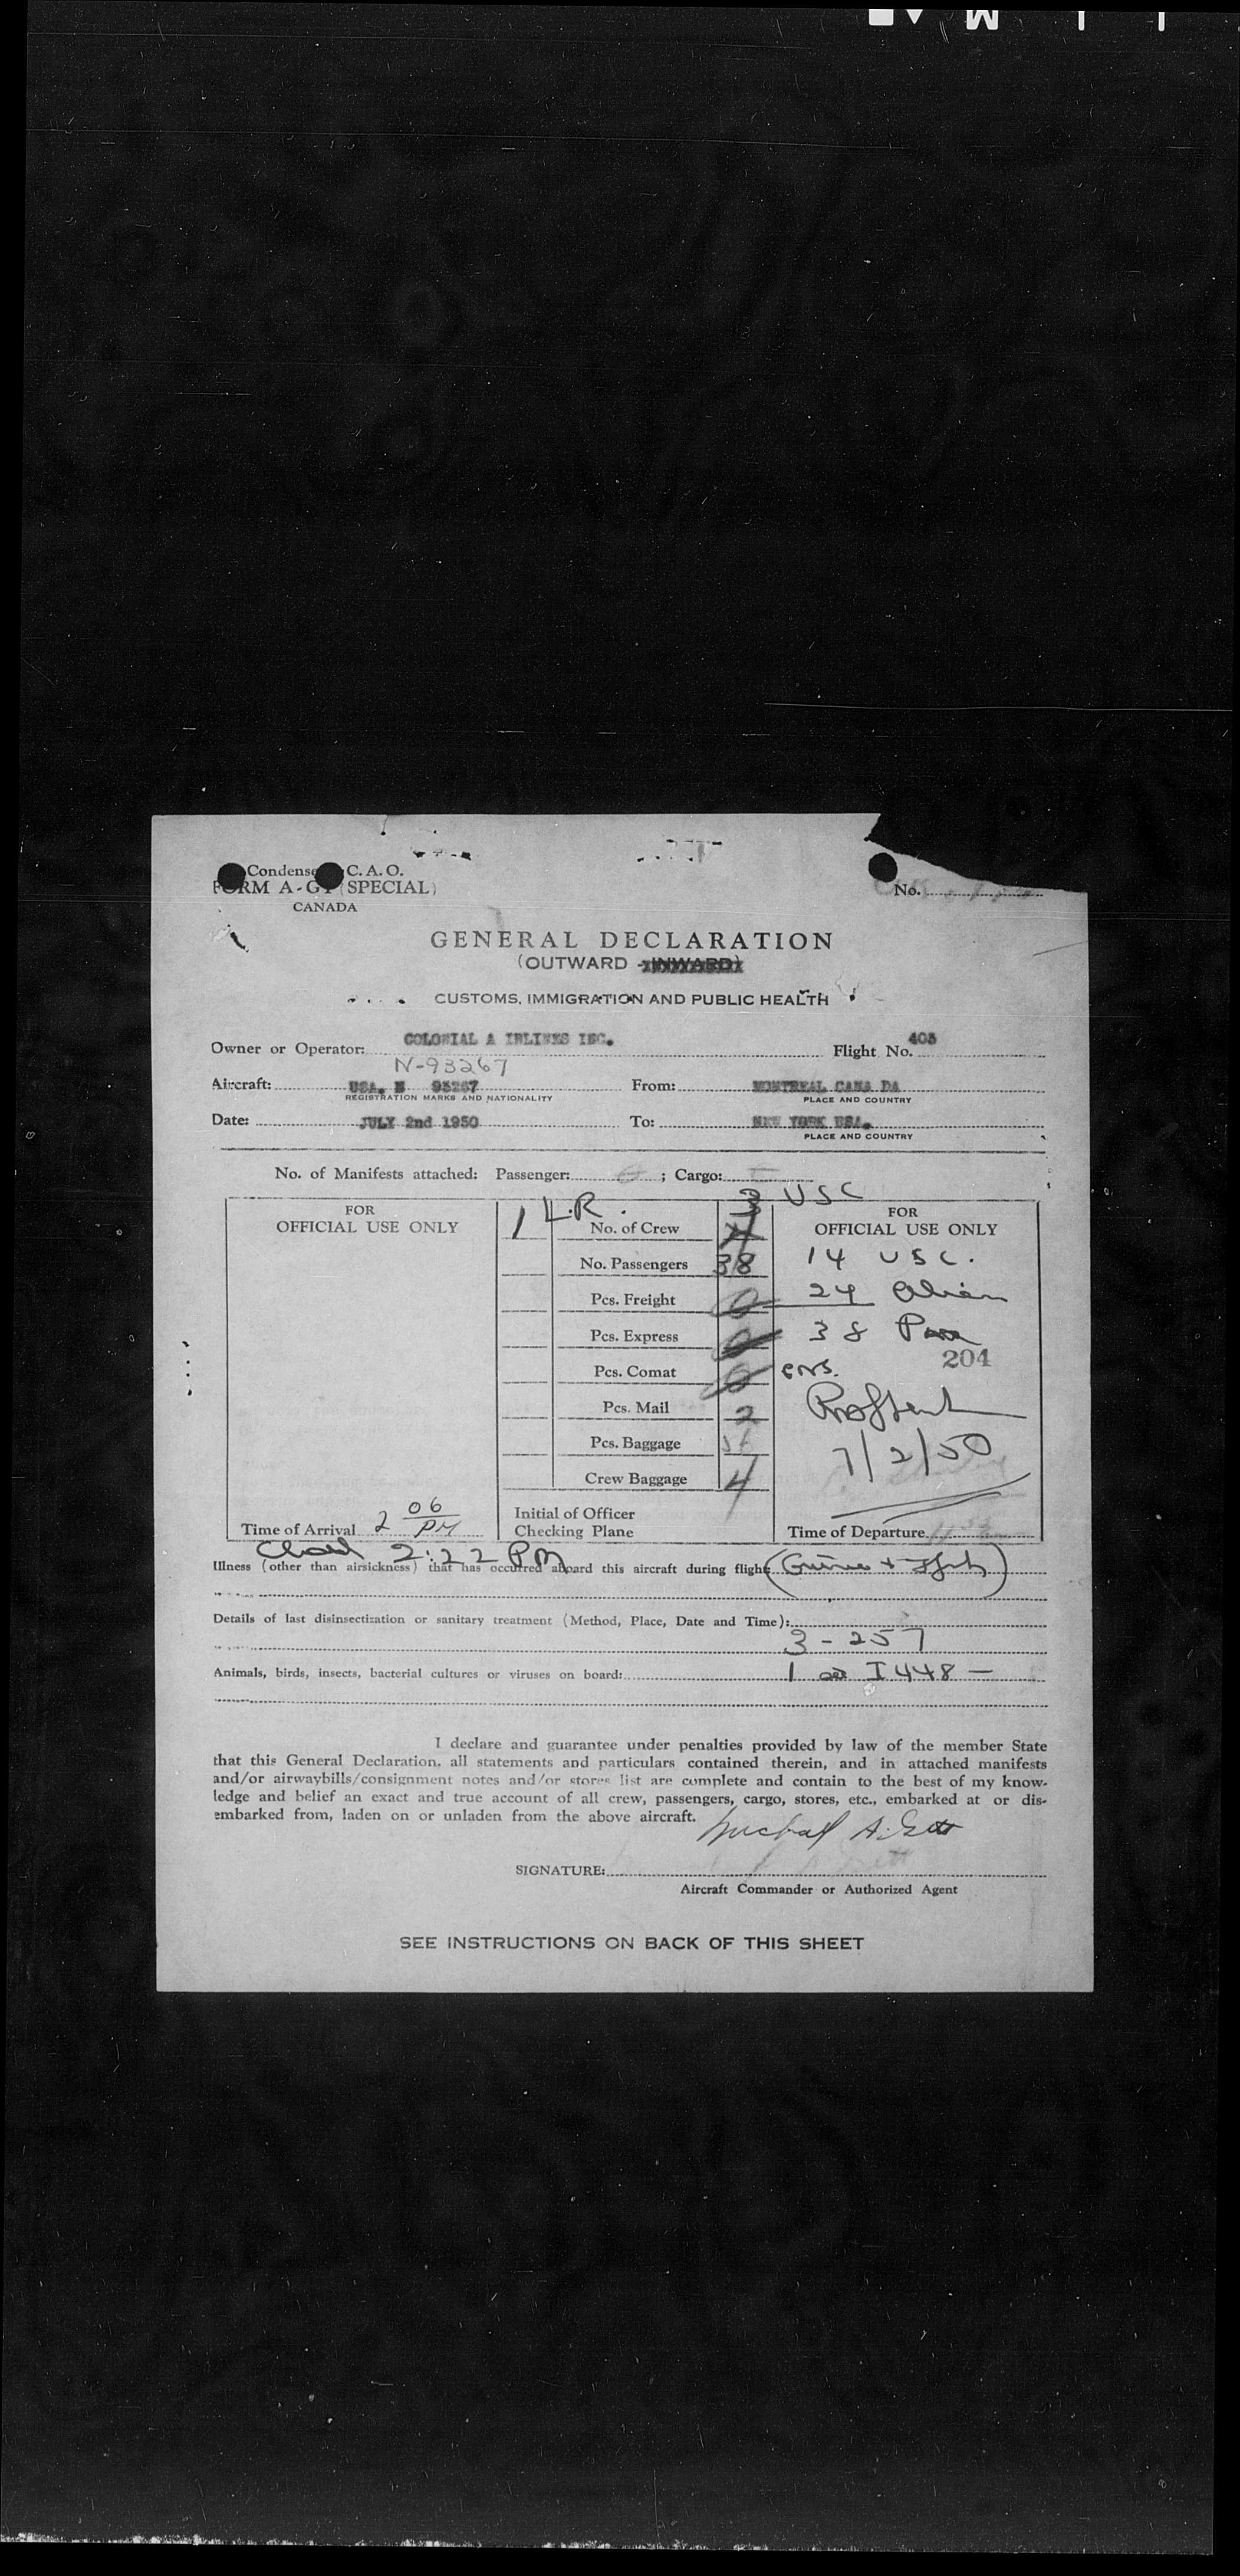 Condense C. A. O.
FORM A-G1 (SPECIAL)
CANADA
No.
GENERAL DECLARATION
(OUTWARD - INWARD)
CUSTOMS, IMMIGRATION AND PUBLIC HEALTH
Owner or Operator: COLONIAL A IRLINES INC. Flight No. 403
N-93267
Aircraft: USA. N 93267 From: MONTREAL CANA DA
REGISTRATION MARKS AND NATIONALITY PLACE AND COUNTRY
Date: JULY 2nd 1950 To: NEW YORK USA.
PLACE AND COUNTRY
No. of Manifests attached: Passenger: ; Cargo:
3 USC
FOR
OFFICIAL USE ONLY
1 L.R.
No. of Crew 4
No. Passengers 38
Pcs. Freight 0
Pcs. Express 0
Pcs. Comat 0
Pcs. Mail 2
Pcs. Baggage
Crew Baggage 4
FOR
OFFICIAL USE ONLY
14 USC.
24 Alien
38 Pass
204
7/2/50
Time of Arrival 2 06 PM
Initial of Officer
Checking Plane
Time of Departure
2:22 PM
Illness (other than airsickness) that has occurred aboard this aircraft during flight:
Details of last disinsectization or sanitary treatment (Method, Place, Date and Time):
3 - 257
Animals, birds, insects, bacterial cultures or viruses on board: 1 I 448 —
I declare and guarantee under penalties provided by law of the member State
that this General Declaration, all statements and particulars contained therein, and in attached manifests
and/or airwaybills/consignment notes and/or stores list are complete and contain to the best of my know-
ledge and belief an exact and true account of all crew, passengers, cargo, stores, etc., embarked at or dis-
embarked from, laden on or unladen from the above aircraft.
SIGNATURE:
Aircraft Commander or Authorized Agent
SEE INSTRUCTIONS ON BACK OF THIS SHEET